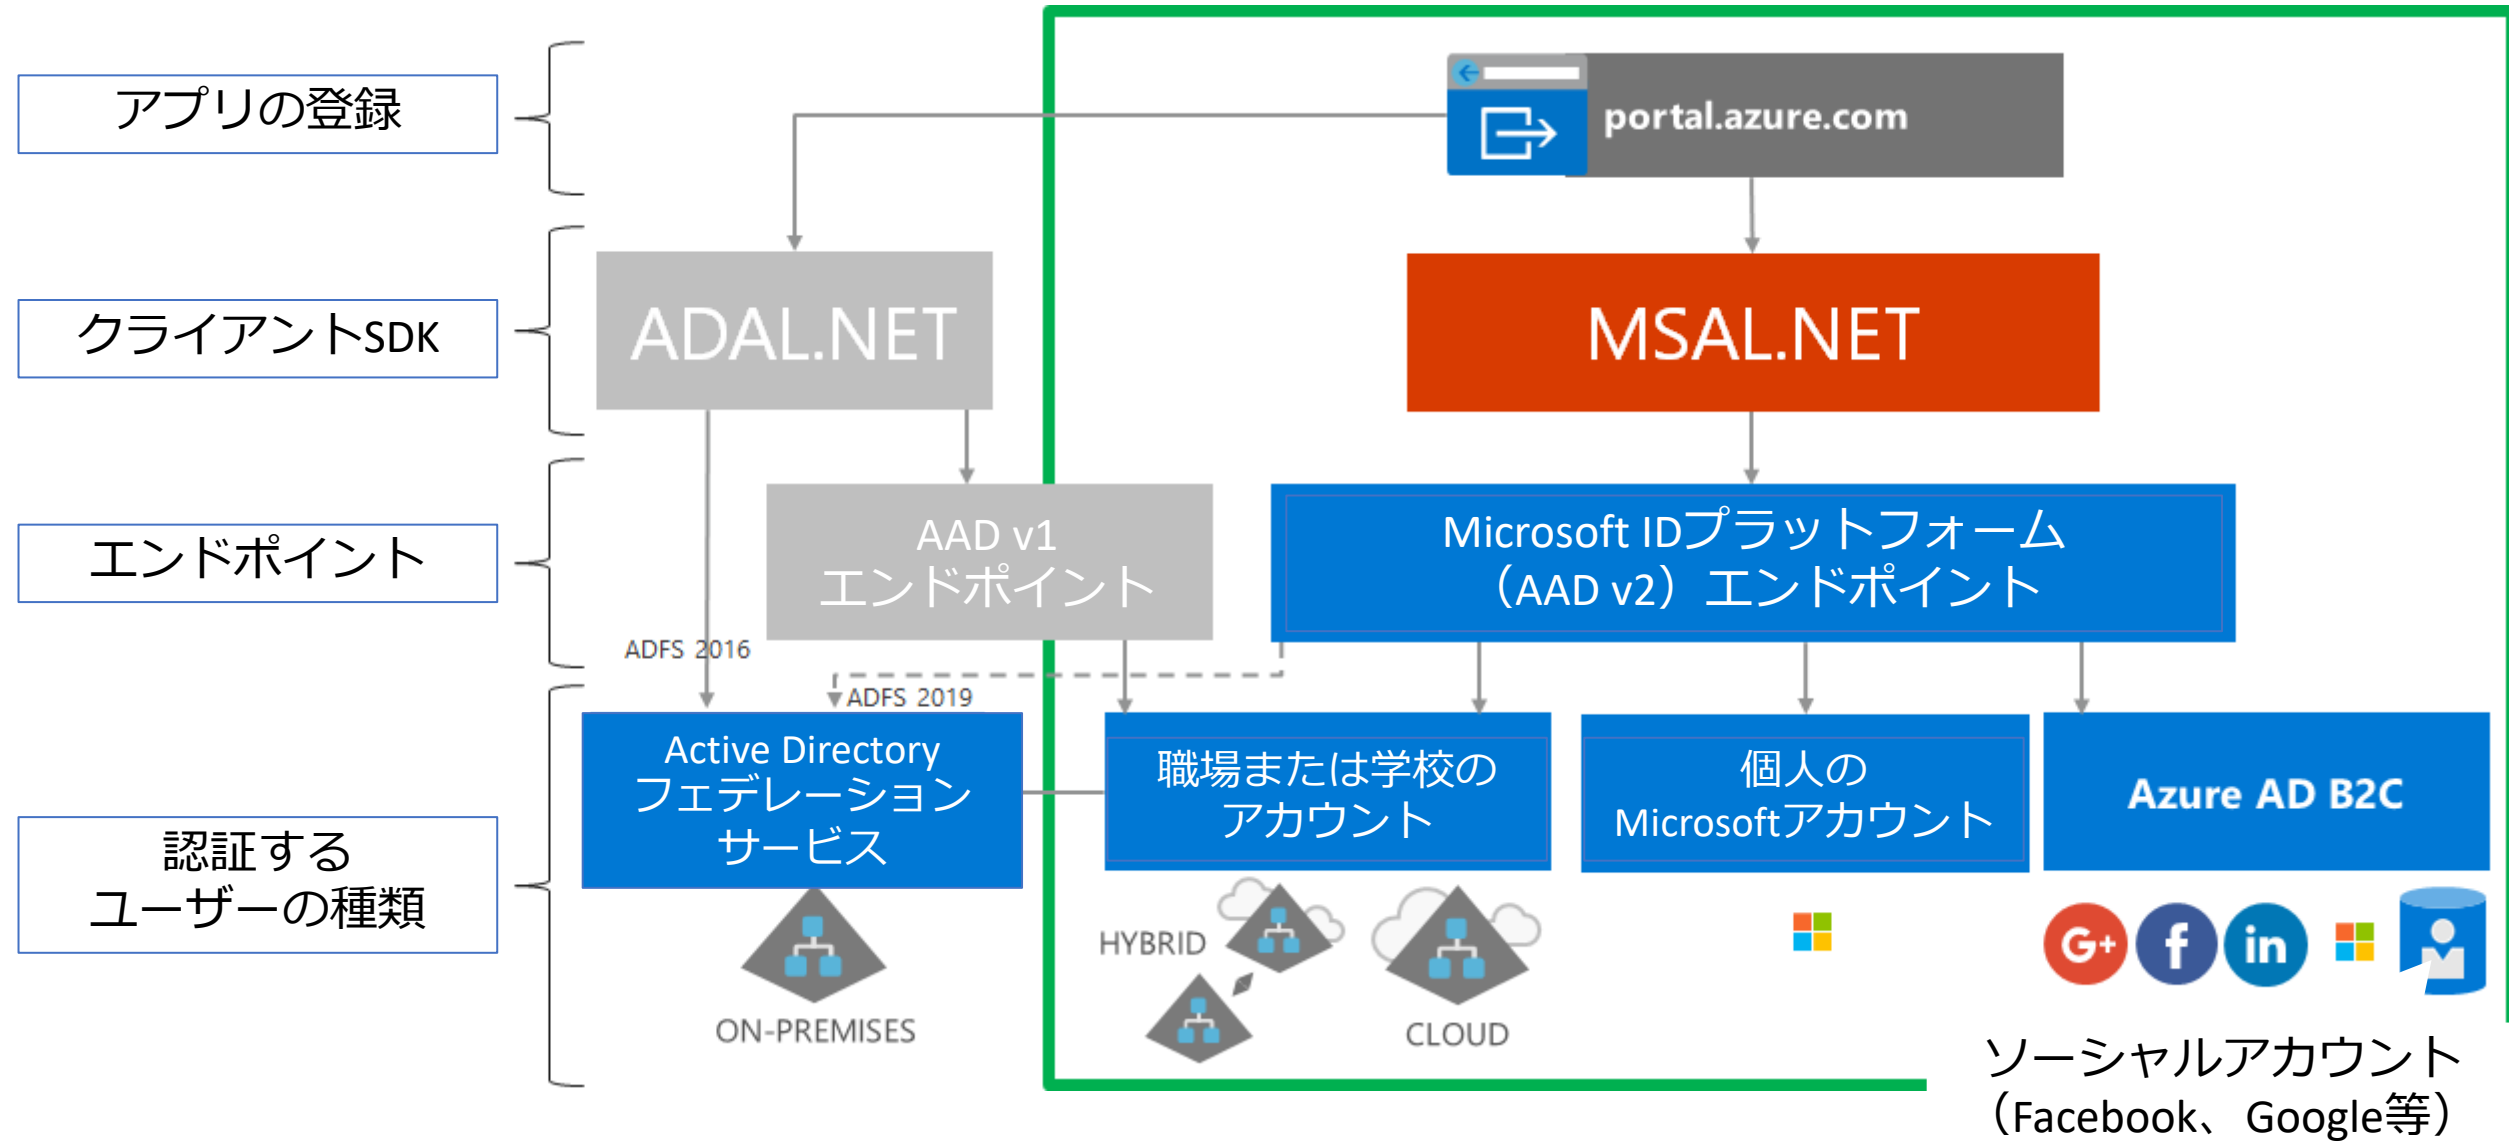 アプリの登録
portal.azure.com
クライアントSDK
ADAL.NET
MSAL.NET
エンドポイント
AAD v1
エンドポイント
Microsoft IDプラットフォーム
（AAD v2）エンドポイント
ADFS 2016
ADFS 2019
認証する
ユーザーの種類
Active Directory
フェデレーション
サービス
職場または学校の
アカウント
個人の
Microsoftアカウント
Azure AD B2C
ON-PREMISES
HYBRID
CLOUD
G+
f
in
ソーシャルアカウント
（Facebook、Google等）